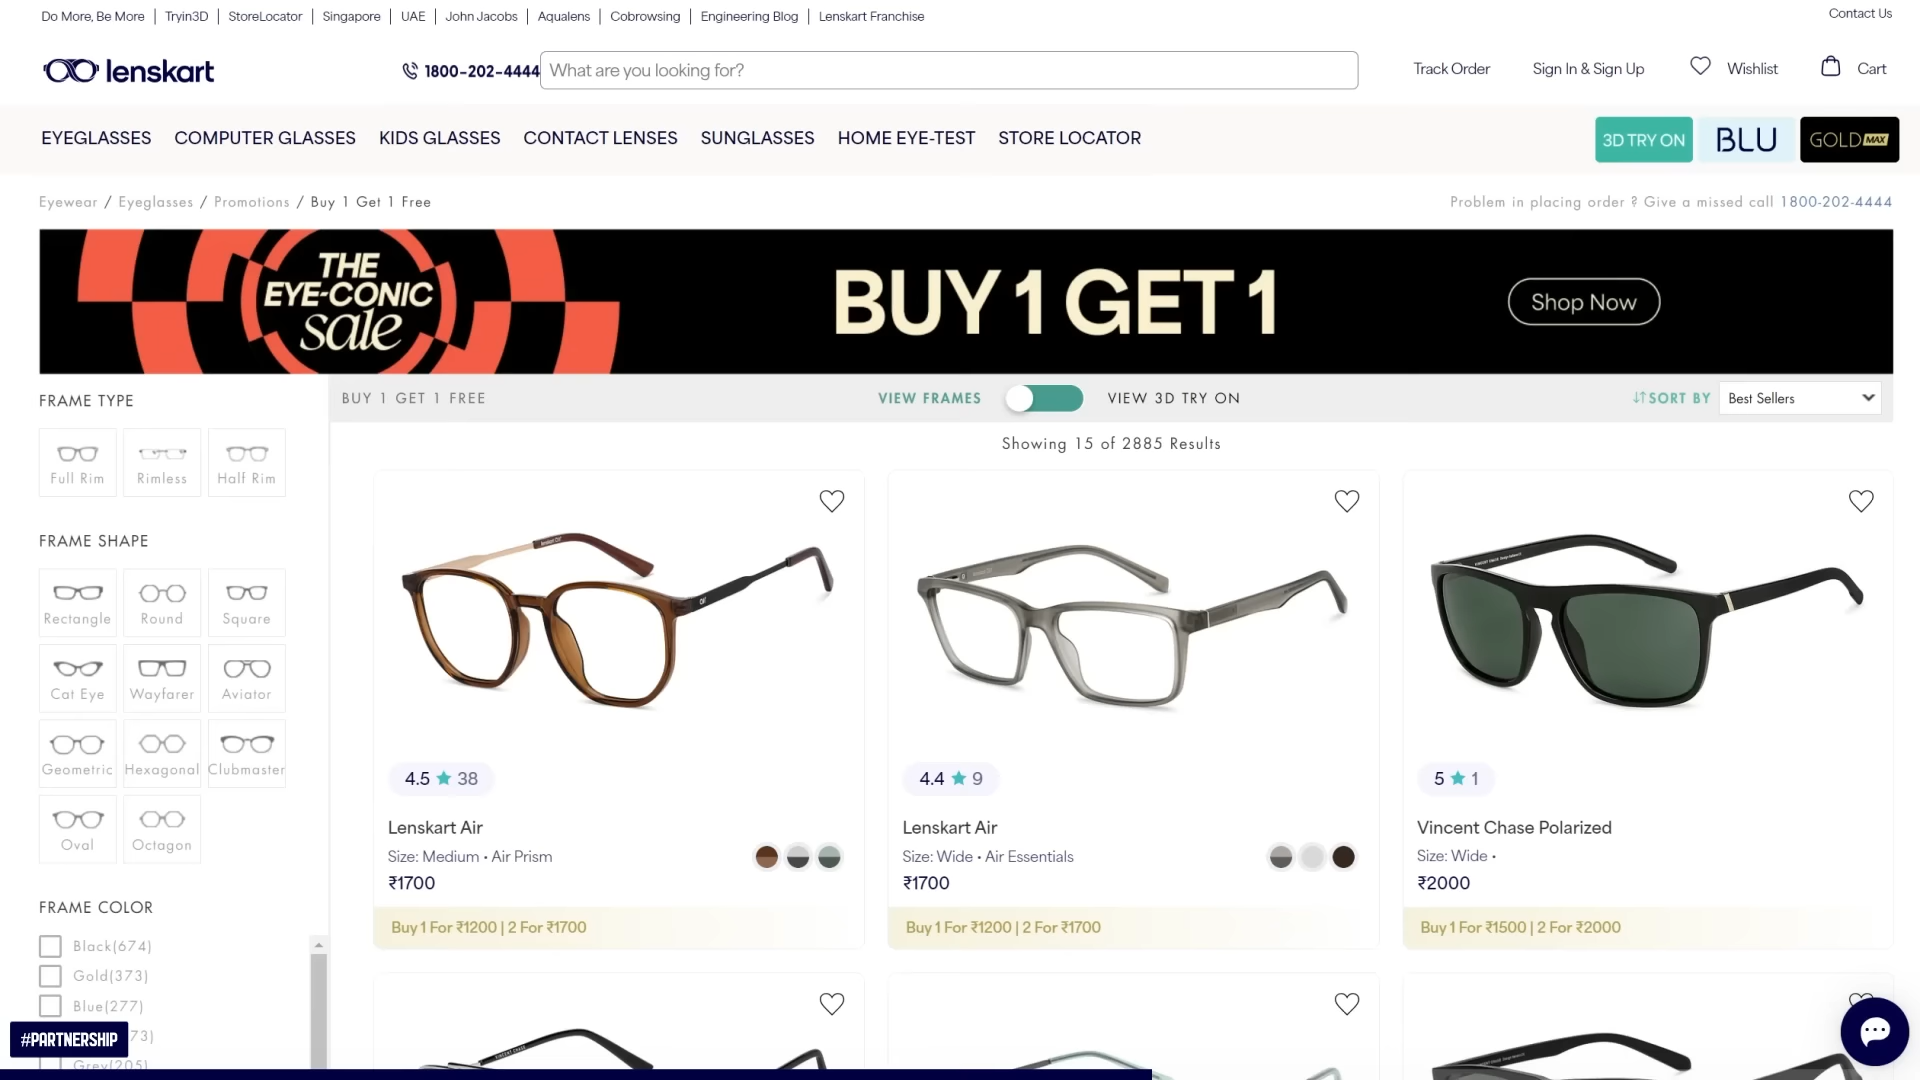 Do More, Be More | Tryin3D | StoreLocator | Singapore | UAE | John Jacobs | Aqualens | Cobrowsing | Engineering Blog | Lenskart Franchise
Contact Us
lenskart
1800-202-4444
What are you looking for?
Track Order
Sign In & Sign Up
Wishlist
Cart
EYEGLASSES
COMPUTER GLASSES
KIDS GLASSES
CONTACT LENSES
SUNGLASSES
HOME EYE-TEST
STORE LOCATOR
3D TRY ON
BLU
GOLD MAX
Eyewear / Eyeglasses / Promotions / Buy 1 Get 1 Free
Problem in placing order ? Give a missed call 1800-202-4444
THE
EYE-CONIC
sale
BUY 1 GET 1
Shop Now
FRAME TYPE
Full Rim
Rimless
Half Rim
FRAME SHAPE
Rectangle
Round
Square
Cat Eye
Wayfarer
Aviator
Geometric
Hexagonal
Clubmaster
Oval
Octagon
FRAME COLOR
Black(674)
Gold(373)
Blue(277)
73)
Grey(205)
#PARTNERSHIP
BUY 1 GET 1 FREE
VIEW FRAMES
VIEW 3D TRY ON
SORT BY
Best Sellers
Showing 15 of 2885 Results
4.5 ★ 38
Lenskart Air
Size: Medium • Air Prism
₹1700
Buy 1 For ₹1200 | 2 For ₹1700
4.4 ★ 9
Lenskart Air
Size: Wide • Air Essentials
₹1700
Buy 1 For ₹1200 | 2 For ₹1700
5 ★ 1
Vincent Chase Polarized
Size: Wide •
₹2000
Buy 1 For ₹1500 | 2 For ₹2000